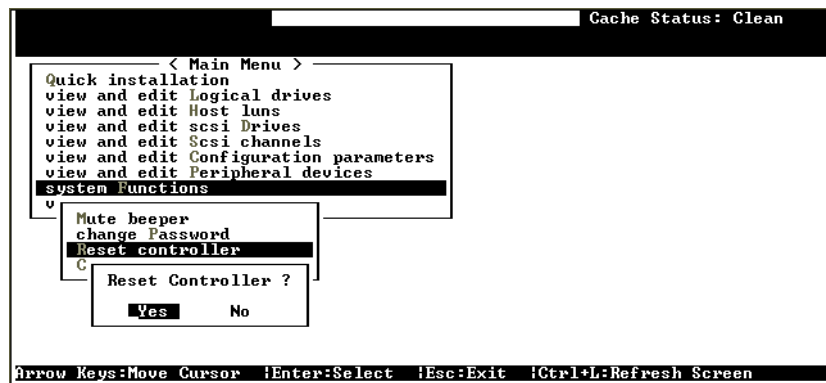 Cache Status: Clean
< Main Menu >
Quick installation
view and edit Logical drives
view and edit Host luns
view and edit scsi Drives
view and edit Scsi channels
view and edit Configuration parameters
view and edit Peripheral devices
system Functions
v
Mute beeper
change Password
Reset controller
C
Reset Controller ?
Yes No
Arrow Keys:Move Cursor |Enter:Select |Esc:Exit |Ctrl+L:Refresh Screen